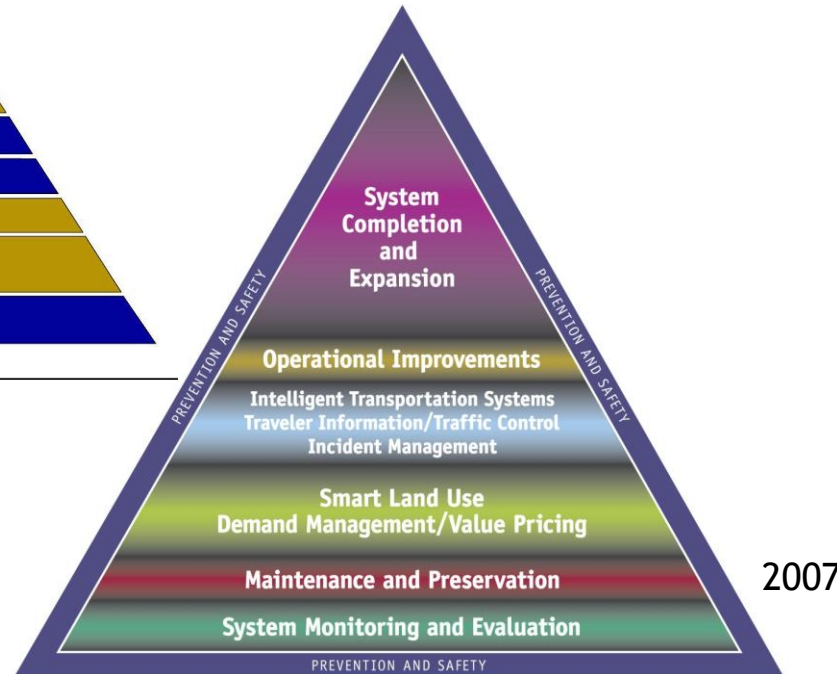 System
Completion
and
Expansion
PREVENTION AND SAFETY
PREVENTION AND SAFETY
Operational Improvements
Intelligent Transportation Systems
Traveler Information/Traffic Control
Incident Management
Smart Land Use
Demand Management/Value Pricing
Maintenance and Preservation
2007
System Monitoring and Evaluation
PREVENTION AND SAFETY